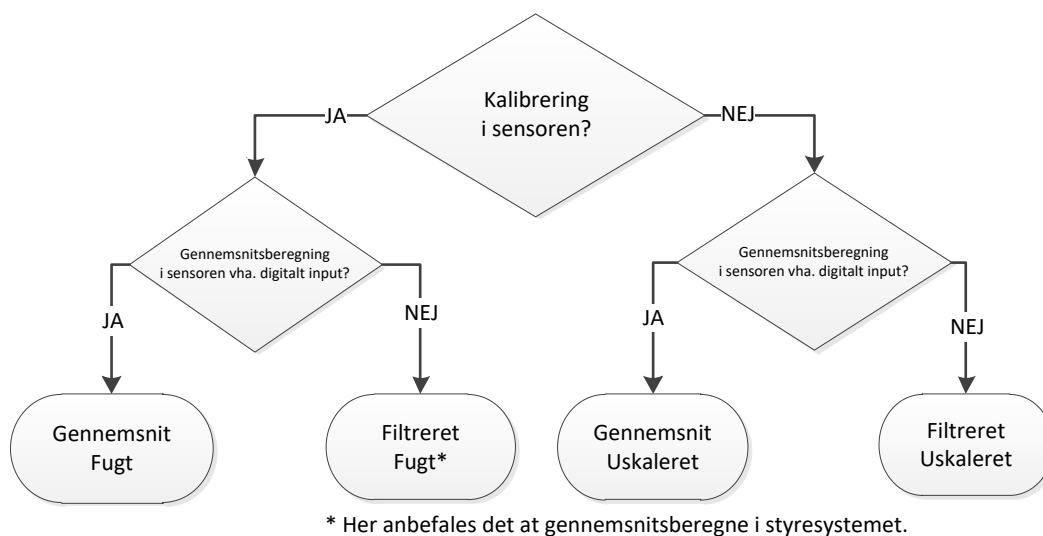 Kalibrering
i sensoren?
JA
NEJ
Gennemsnitsberegning
i sensoren vha. digitalt input?
Gennemsnitsberegning
i sensoren vha. digitalt input?
JA
NEJ
JA
NEJ
Gennemsnit
Fugt
Filtreret
Fugt*
Gennemsnit
Uskaleret
Filtreret
Uskaleret
* Her anbefales det at gennemsnitsberegne i styresystemet.